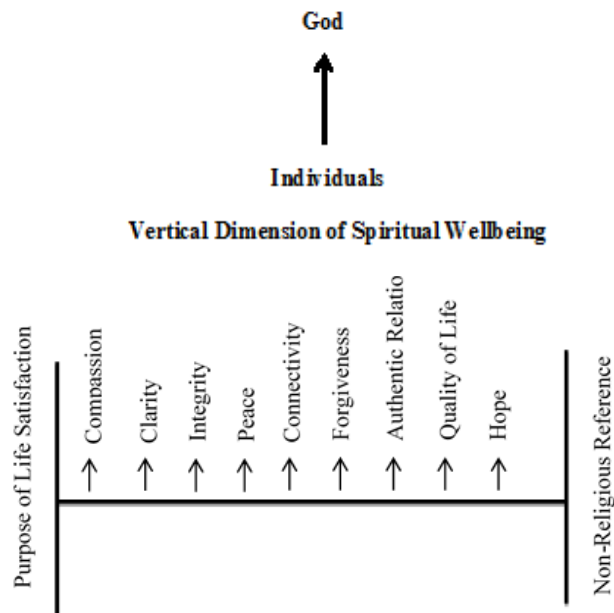 God
Individuals
Vertical Dimension of Spiritual Wellbeing
Purpose of Life Satisfaction
Compassion
Clarity
Integrity
Peace
Connectivity
Forgiveness
Authentic Relatio
Quality of Life
Hope
Non-Religious Reference